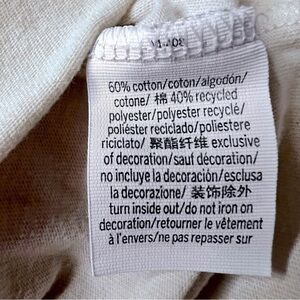 60% cotton/coton/algodón/
cotone/ 棉 40% recycled
polyester/polyester recyclé/
poliéster reciclado/poliestere
riciclato/ 聚酯纤维 exclusive
of decoration/sauf décoration/
no incluye la decoración/esclusa
la decorazione/ 装饰除外
turn inside out/do not iron on
decoration/retourner le vêtement
à l'envers/ne pas repasser sur